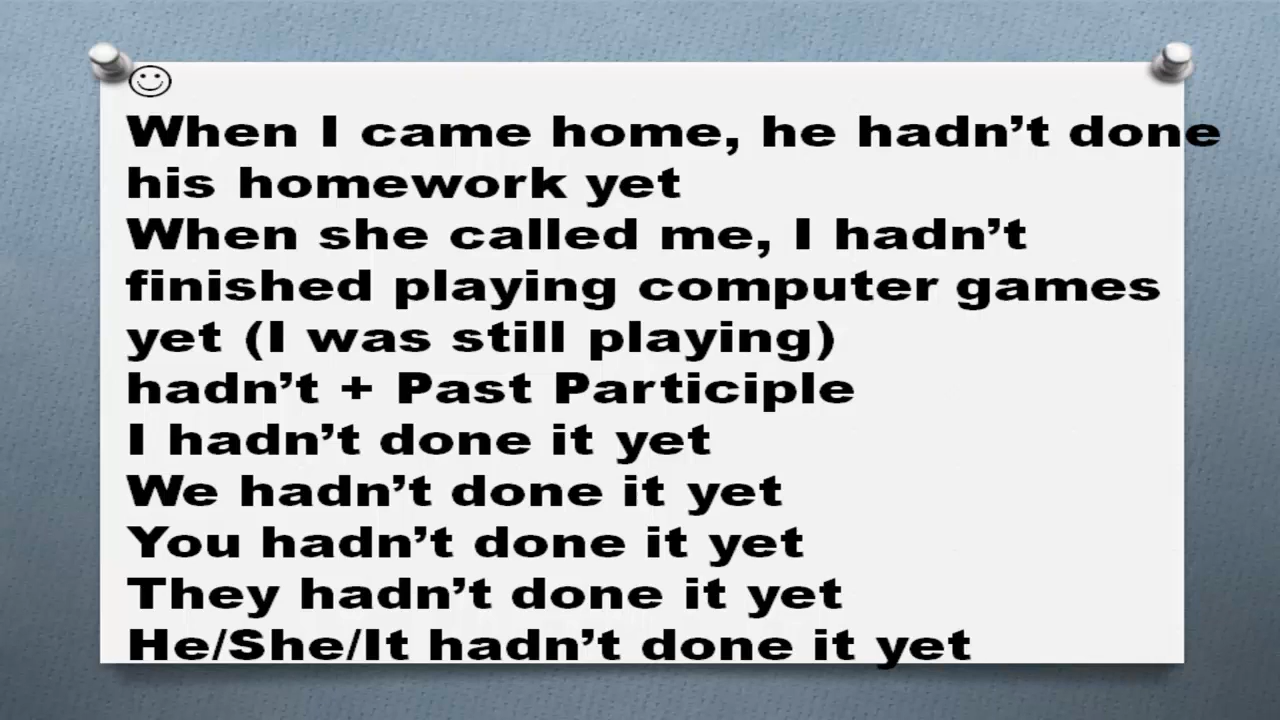 When I came home, he hadn’t done
his homework yet
When she called me, I hadn’t
finished playing computer games
yet (I was still playing)
hadn’t + Past Participle
I hadn’t done it yet
We hadn’t done it yet
You hadn’t done it yet
They hadn’t done it yet
He/She/It hadn’t done it yet